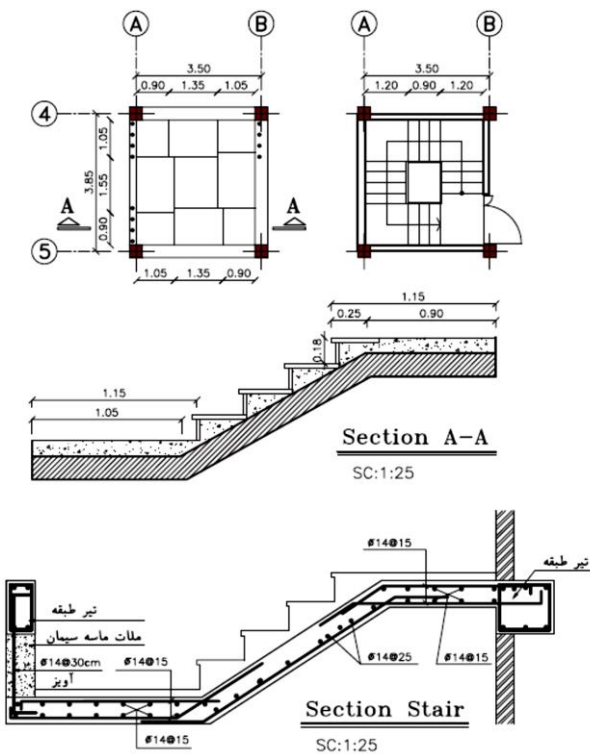 A B A B
3.50 3.50
0.90 1.35 1.05 1.20 0.90 1.20
4
1.05
3.85 1.55
A A
0.90
5
1.05 1.35 0.90
1.15
0.25 0.90
0.18
1.15
1.05
Section A-A
SC:1:25
ø14@15
تیر طبقه
تیر طبقه
ملات ماسه سیمان
ø14@30cm ø14@15
ø14@25 ø14@15
آویز
ø14@15
Section Stair
SC:1:25